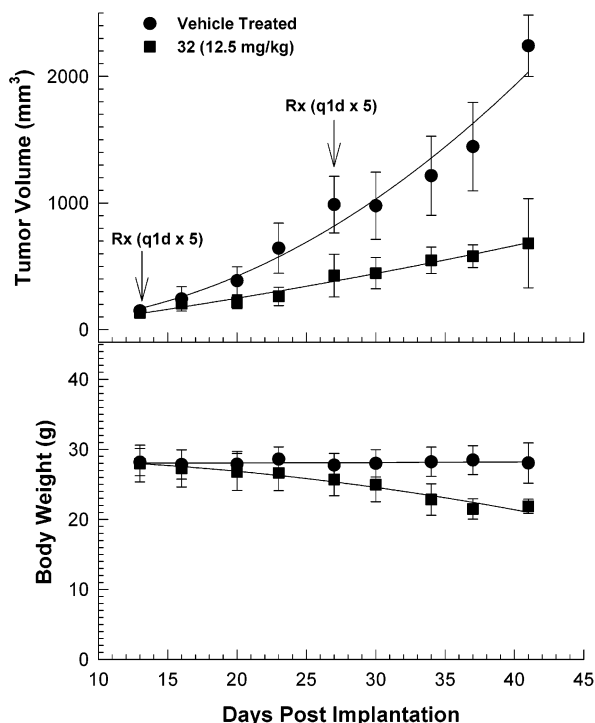 Vehicle Treated
32 (12.5 mg/kg)
2000
Rx (q1d x 5)
1000
Rx (q1d x 5)
0
Tumor Volume (mm³)
40
30
20
10
0
Body Weight (g)
10 15 20 25 30 35 40 45
Days Post Implantation